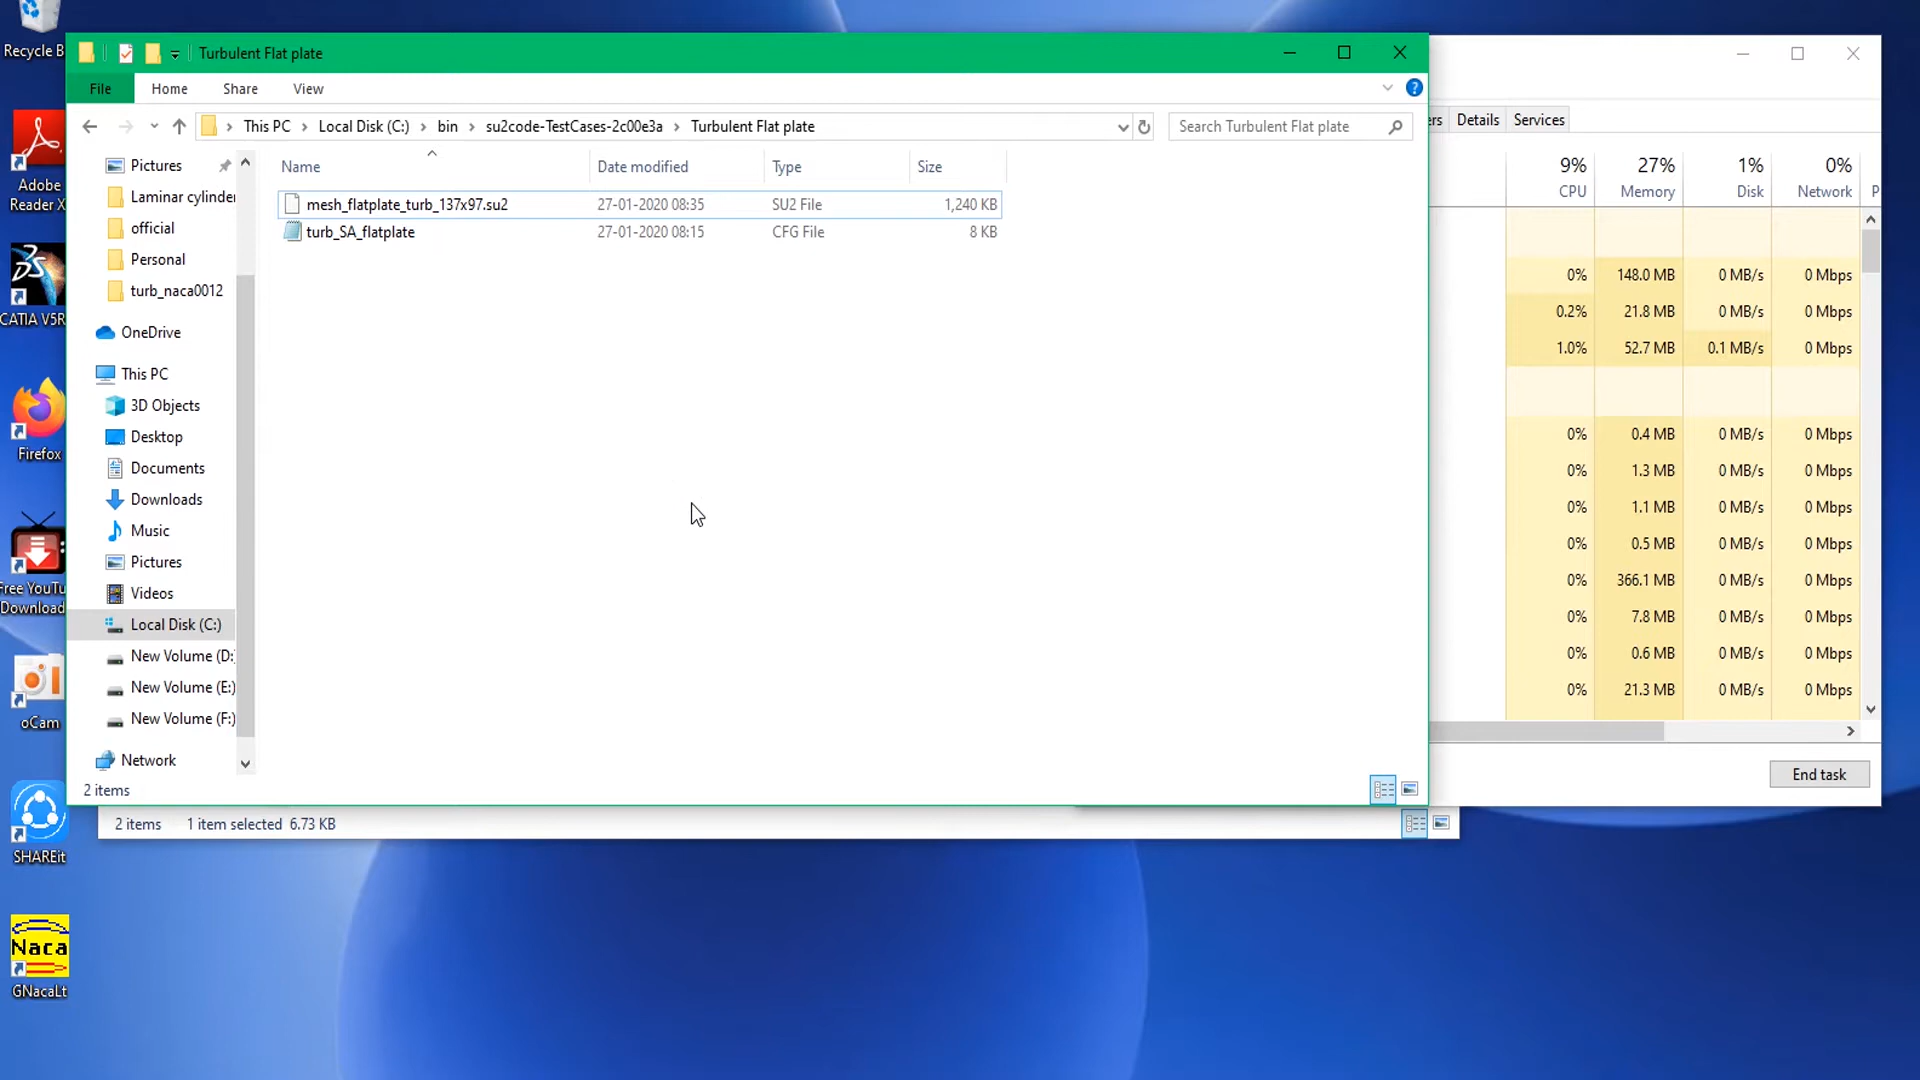 Recycle B
Adobe
Reader X
CATIA V5R
Firefox
Free YouTu
Download
oCam
SHAREit
Naca
GNacaLt
Turbulent Flat plate
File Home Share View
This PC Local Disk (C:) bin su2code-TestCases-2c00e3a Turbulent Flat plate
Search Turbulent Flat plate
Pictures
Laminar cylinder
official
Personal
turb_naca0012
OneDrive
This PC
3D Objects
Desktop
Documents
Downloads
Music
Pictures
Videos
Local Disk (C:)
New Volume (D:
New Volume (E:)
New Volume (F:)
Network
Name Date modified Type Size
mesh_flatplate_turb_137x97.su2 27-01-2020 08:35 SU2 File 1,240 KB
turb_SA_flatplate 27-01-2020 08:15 CFG File 8 KB
2 items
2 items 1 item selected 6.73 KB
ers Details Services
9% 27% 1% 0%
CPU Memory Disk Network P
0% 148.0 MB 0 MB/s 0 Mbps
0.2% 21.8 MB 0 MB/s 0 Mbps
1.0% 52.7 MB 0.1 MB/s 0 Mbps
0% 0.4 MB 0 MB/s 0 Mbps
0% 1.3 MB 0 MB/s 0 Mbps
0% 1.1 MB 0 MB/s 0 Mbps
0% 0.5 MB 0 MB/s 0 Mbps
0% 366.1 MB 0 MB/s 0 Mbps
0% 7.8 MB 0 MB/s 0 Mbps
0% 0.6 MB 0 MB/s 0 Mbps
0% 21.3 MB 0 MB/s 0 Mbps
End task